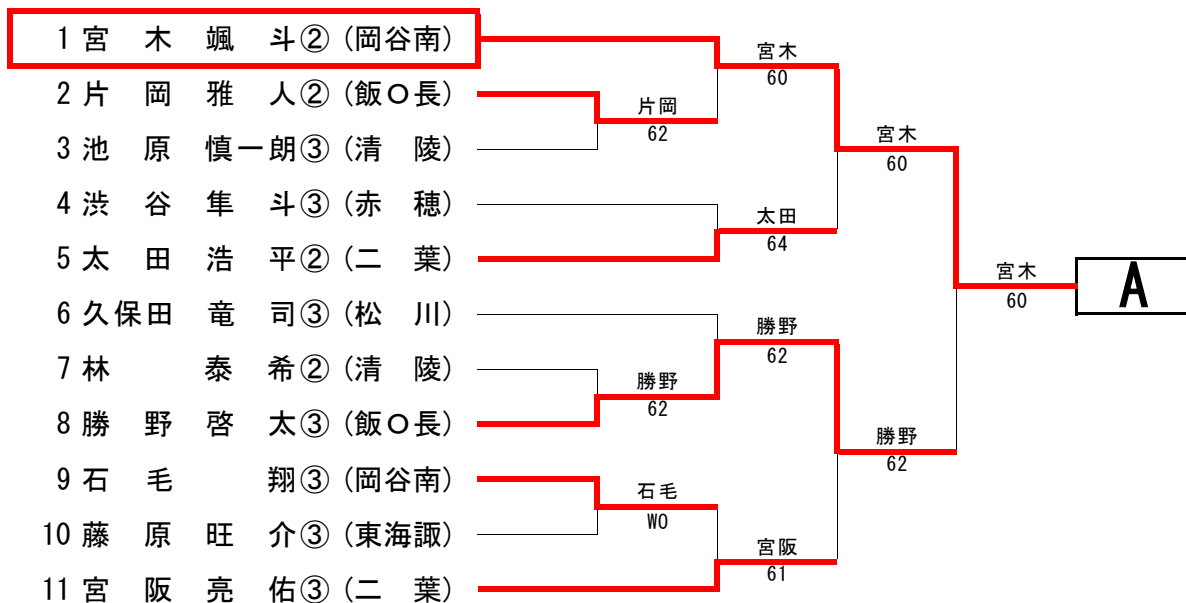 1 宮 木 颯 斗② (岡谷南)
宮木
60
2 片 岡 雅 人② (飯O長)
片岡
62
3 池 原 慎一朗③ (清 陵)
宮木
60
4 渋 谷 隼 斗③ (赤 穂)
太田
64
5 太 田 浩 平② (二 葉)
宮木
60
A
6 久保田 竜 司③ (松 川)
勝野
62
7 林 泰 希② (清 陵)
勝野
62
8 勝 野 啓 太③ (飯O長)
勝野
62
9 石 毛 翔③ (岡谷南)
石毛
WO
10 藤 原 旺 介③ (東海諏)
宮阪
61
11 宮 阪 亮 佑③ (二 葉)